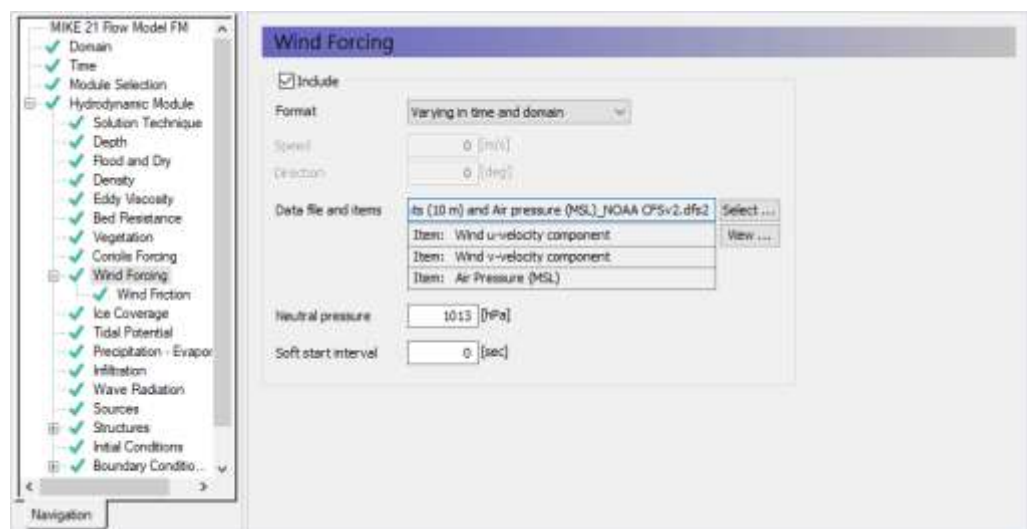 MIKE 21 Flow Model FM
Domain
Time
Module Selection
Hydrodynamic Module
Solution Technique
Depth
Flood and Dry
Density
Eddy Viscosity
Bed Resistance
Vegetation
Coriolis Forcing
Wind Forcing
Wind Friction
Ice Coverage
Tidal Potential
Precipitation - Evapor
Infiltration
Wave Radiation
Sources
Structures
Initial Conditions
Boundary Conditio...
Navigation
Wind Forcing
Include
Format Varying in time and domain
Speed 0 [m/s]
Direction 0 [deg]
Data file and items ts (10 m) and Air pressure (MSL)_NOAA CFSv2.dfs2 Select ...
Item: Wind u-velocity component View ...
Item: Wind v-velocity component
Item: Air Pressure (MSL)
Neutral pressure 1013 [hPa]
Soft start interval 0 [sec]